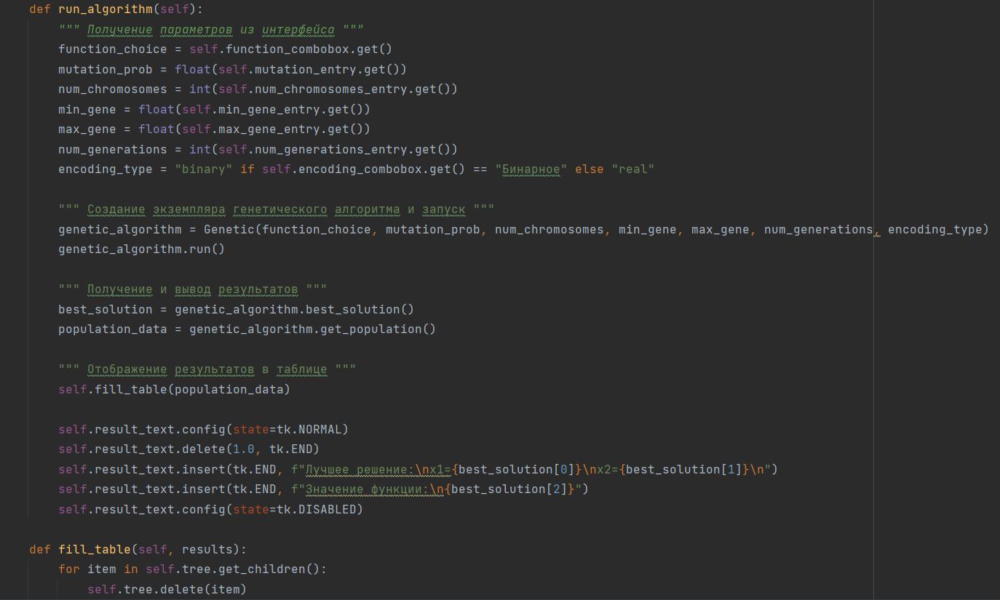 def run_algorithm(self):
    """ Получение параметров из интерфейса """
    function_choice = self.function_combobox.get()
    mutation_prob = float(self.mutation_entry.get())
    num_chromosomes = int(self.num_chromosomes_entry.get())
    min_gene = float(self.min_gene_entry.get())
    max_gene = float(self.max_gene_entry.get())
    num_generations = int(self.num_generations_entry.get())
    encoding_type = "binary" if self.encoding_combobox.get() == "Бинарное" else "real"

    """ Создание экземпляра генетического алгоритма и запуск """
    genetic_algorithm = Genetic(function_choice, mutation_prob, num_chromosomes, min_gene, max_gene, num_generations, encoding_type)
    genetic_algorithm.run()

    """ Получение и вывод результатов """
    best_solution = genetic_algorithm.best_solution()
    population_data = genetic_algorithm.get_population()

    """ Отображение результатов в таблице """
    self.fill_table(population_data)

    self.result_text.config(state=tk.NORMAL)
    self.result_text.delete(1.0, tk.END)
    self.result_text.insert(tk.END, f"Лучшее решение:\nx1={best_solution[0]}\nx2={best_solution[1]}\n")
    self.result_text.insert(tk.END, f"Значение функции:\n{best_solution[2]}")
    self.result_text.config(state=tk.DISABLED)

def fill_table(self, results):
    for item in self.tree.get_children():
        self.tree.delete(item)